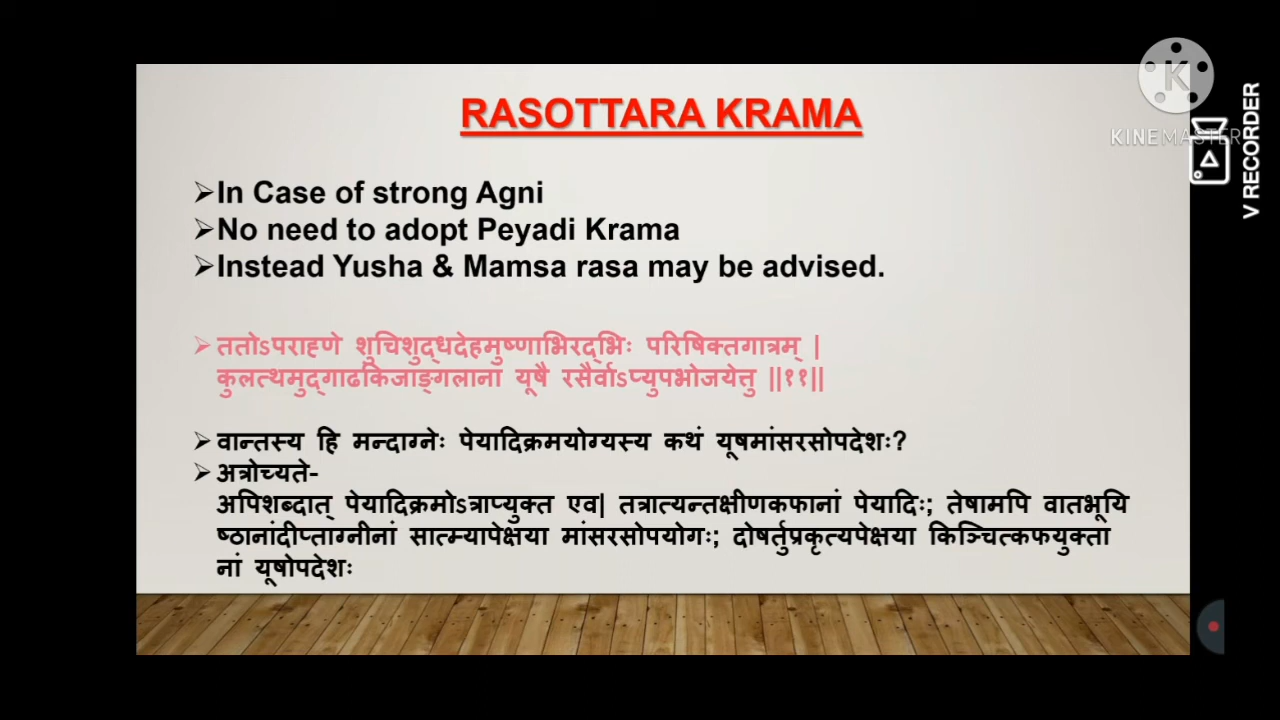 RASOTTARA KRAMA
KINEMASTER
V RECORDER
➢In Case of strong Agni
➢No need to adopt Peyadi Krama
➢Instead Yusha & Mamsa rasa may be advised.
➢ततोऽपराह्णे शुचिशुद्धदेहमुष्णाभिरद्भिः परिषिक्तगात्रम् |
कुलत्थमुद्गाढकिजाङ्गलानां यूषै रसैर्वाऽप्युपभोजयेत्तु ||११||
➢वान्तस्य हि मन्दाग्नेः पेयादिक्रमयोग्यस्य कथं यूषमांसरसोपदेशः?
➢अत्रोच्यते-
अपिशब्दात् पेयादिक्रमोऽत्राप्युक्त एव| तत्रात्यन्तक्षीणकफानां पेयादिः; तेषामपि वातभूयि
ष्ठानांदीप्ताग्नीनां सात्म्यापेक्षया मांसरसोपयोगः; दोषर्तुप्रकृत्यपेक्षया किञ्चित्कफयुक्ता
नां यूषोपदेशः